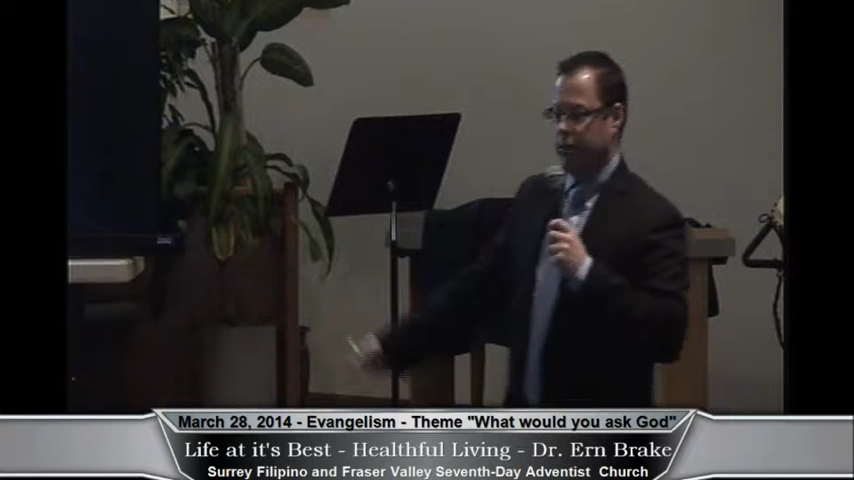 March 28, 2014 - Evangelism - Theme "What would you ask God"
Life at it's Best - Healthful Living - Dr. Ern Brake
Surrey Filipino and Fraser Valley Seventh-Day Adventist Church